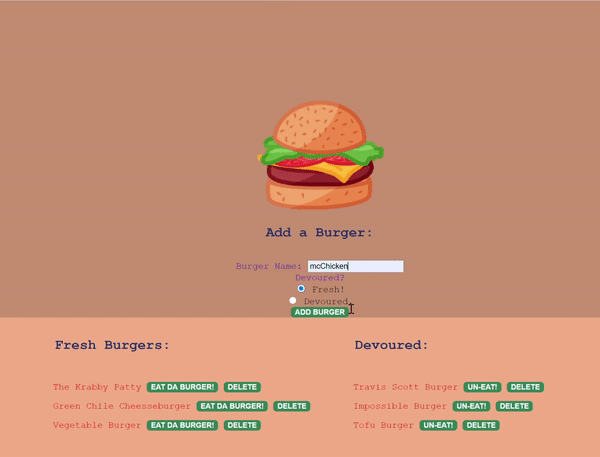 Add a Burger:
Burger Name: mcChicken
Devoured?
Fresh!
Devoured
ADD BURGER
Fresh Burgers:
The Krabby Patty EAT DA BURGER! DELETE
Green Chile Cheesseburger EAT DA BURGER! DELETE
Vegetable Burger EAT DA BURGER! DELETE
Devoured:
Travis Scott Burger UN-EAT! DELETE
Impossible Burger UN-EAT! DELETE
Tofu Burger UN-EAT! DELETE